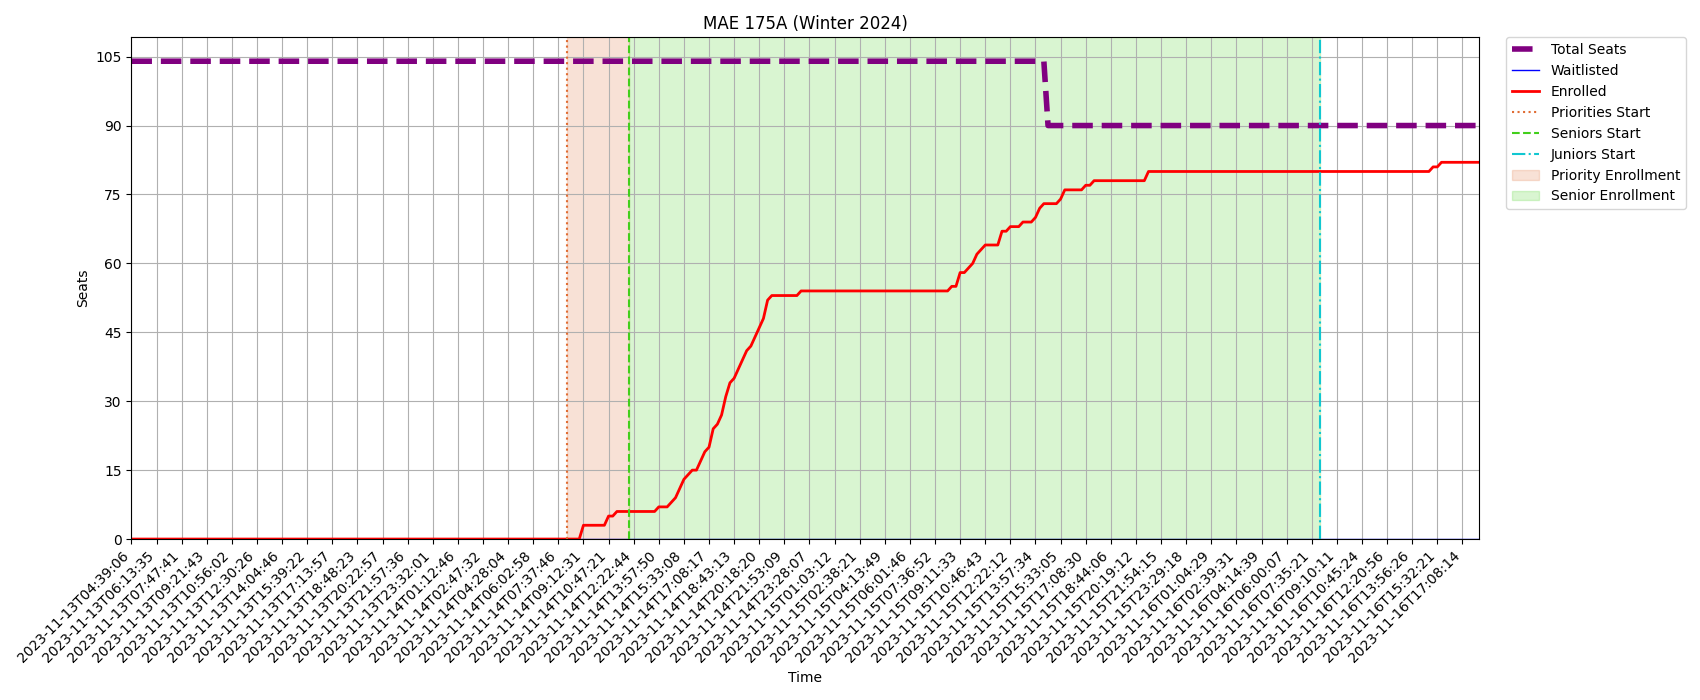 MAE 175A (Winter 2024)
Total Seats
Waitlisted
Enrolled
Priorities Start
Seniors Start
Juniors Start
Priority Enrollment
Senior Enrollment
Seats
105
90
75
60
45
30
15
0
2023-11-13T04:39:06
2023-11-13T06:13:35
2023-11-13T07:47:41
2023-11-13T09:21:43
2023-11-13T10:56:02
2023-11-13T12:30:26
2023-11-13T14:04:46
2023-11-13T15:39:22
2023-11-13T17:13:57
2023-11-13T18:48:23
2023-11-13T20:22:57
2023-11-13T21:57:36
2023-11-13T23:32:01
2023-11-14T01:12:46
2023-11-14T02:47:32
2023-11-14T04:28:04
2023-11-14T06:02:58
2023-11-14T07:37:46
2023-11-14T09:12:31
2023-11-14T10:47:21
2023-11-14T12:22:44
2023-11-14T13:57:50
2023-11-14T15:33:08
2023-11-14T17:08:17
2023-11-14T18:43:13
2023-11-14T20:18:20
2023-11-14T21:53:09
2023-11-14T23:28:07
2023-11-15T01:03:12
2023-11-15T02:38:21
2023-11-15T04:13:49
2023-11-15T06:01:46
2023-11-15T07:36:52
2023-11-15T09:11:33
2023-11-15T10:46:43
2023-11-15T12:22:12
2023-11-15T13:57:34
2023-11-15T15:33:05
2023-11-15T17:08:30
2023-11-15T18:44:06
2023-11-15T20:19:12
2023-11-15T21:54:15
2023-11-15T23:29:18
2023-11-16T01:04:29
2023-11-16T02:39:31
2023-11-16T04:14:39
2023-11-16T06:00:07
2023-11-16T07:35:21
2023-11-16T09:10:11
2023-11-16T10:45:24
2023-11-16T12:20:56
2023-11-16T13:56:26
2023-11-16T15:32:21
2023-11-16T17:08:14
Time